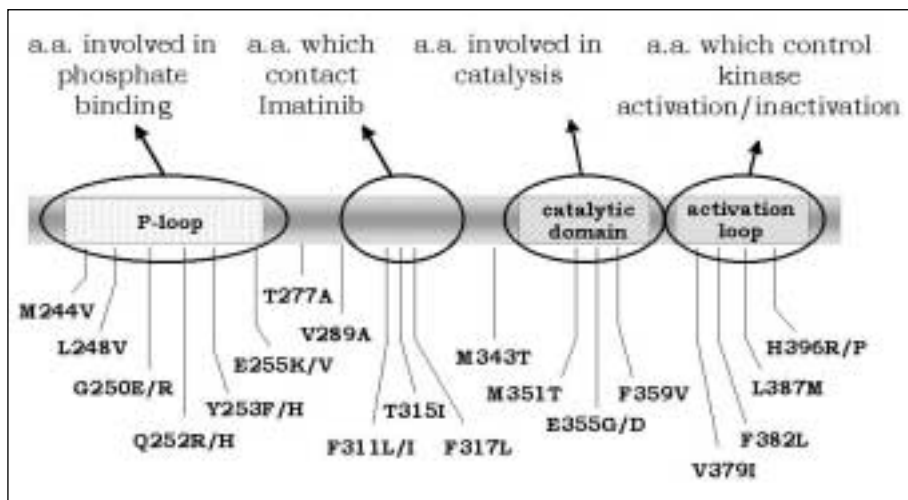 a.a. involved in
phosphate
binding
a.a. which
contact
Imatinib
a.a. involved in
catalysis
a.a. which control
kinase
activation/inactivation
P-loop
catalytic
domain
activation
loop
M244V
L248V
G250E/R
Q252R/H
Y253F/H
E255K/V
T277A
V289A
F311L/I
T315I
F317L
M343T
M351T
E355G/D
F359V
V379I
F382L
L387M
H396R/P